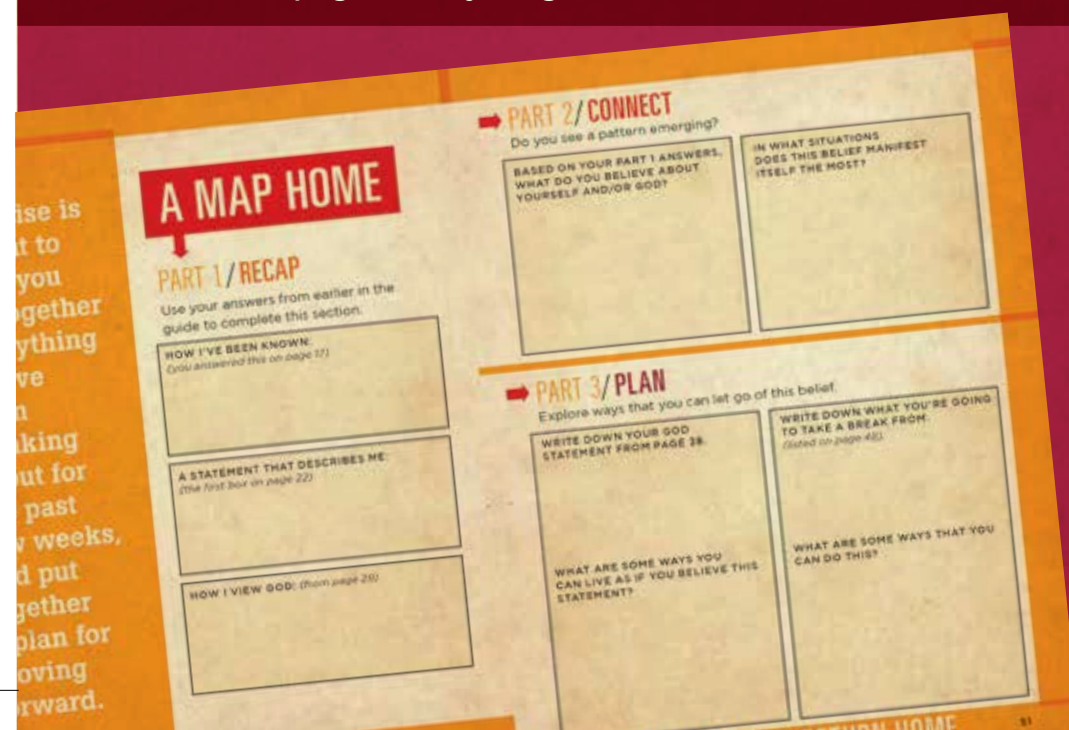 ise is
t to
you
gether
ything
ve
n
king
ut for
past
weeks,
d put
gether
plan for
oving
rward.
A MAP HOME
PART 1/RECAP
Use your answers from earlier in the
guide to complete this section.
HOW I'VE BEEN KNOWN:
(you answered this on page 17)
A STATEMENT THAT DESCRIBES ME:
(the first box on page 22)
HOW I VIEW GOD: (from page 29)
PART 2/CONNECT
Do you see a pattern emerging?
BASED ON YOUR PART 1 ANSWERS,
WHAT DO YOU BELIEVE ABOUT
YOURSELF AND/OR GOD?
IN WHAT SITUATIONS
DOES THIS BELIEF MANIFEST
ITSELF THE MOST?
PART 3/PLAN
Explore ways that you can let go of this belief.
WRITE DOWN YOUR GOD
STATEMENT FROM PAGE 38.
WHAT ARE SOME WAYS YOU
CAN LIVE AS IF YOU BELIEVE THIS
STATEMENT?
WRITE DOWN WHAT YOU'RE GOING
TO TAKE A BREAK FROM.
(listed on page 48)
WHAT ARE SOME WAYS THAT YOU
CAN DO THIS?
HOME
51